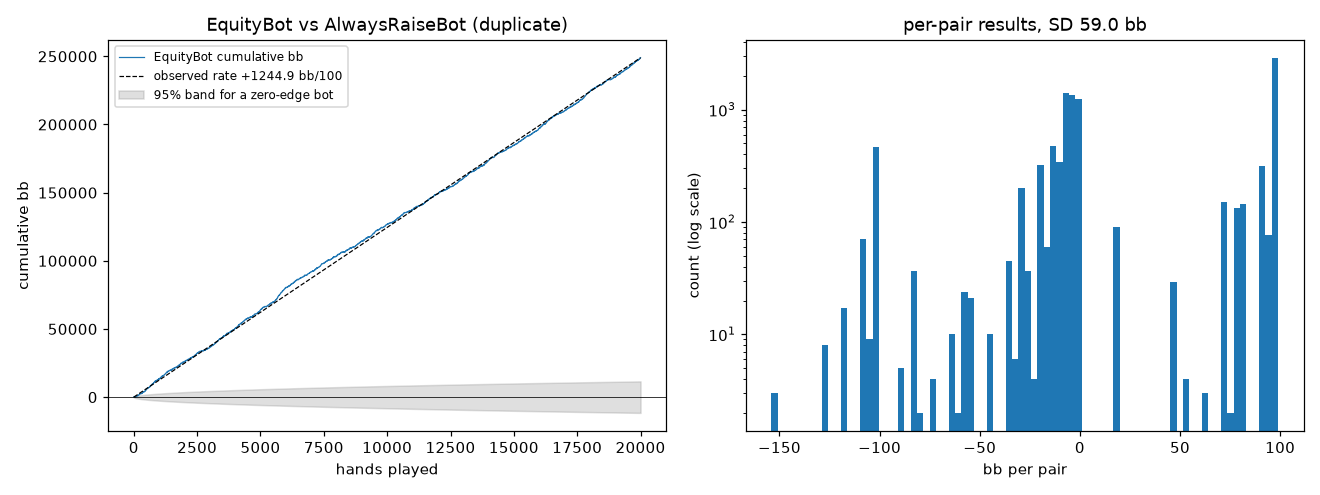 EquityBot vs AlwaysRaiseBot (duplicate)
EquityBot cumulative bb
observed rate +1244.9 bb/100
95% band for a zero-edge bot
cumulative bb
250000
200000
150000
100000
50000
0
0 2500 5000 7500 10000 12500 15000 17500 20000
hands played
per-pair results, SD 59.0 bb
count (log scale)
10³
10²
10¹
−150 −100 −50 0 50 100
bb per pair